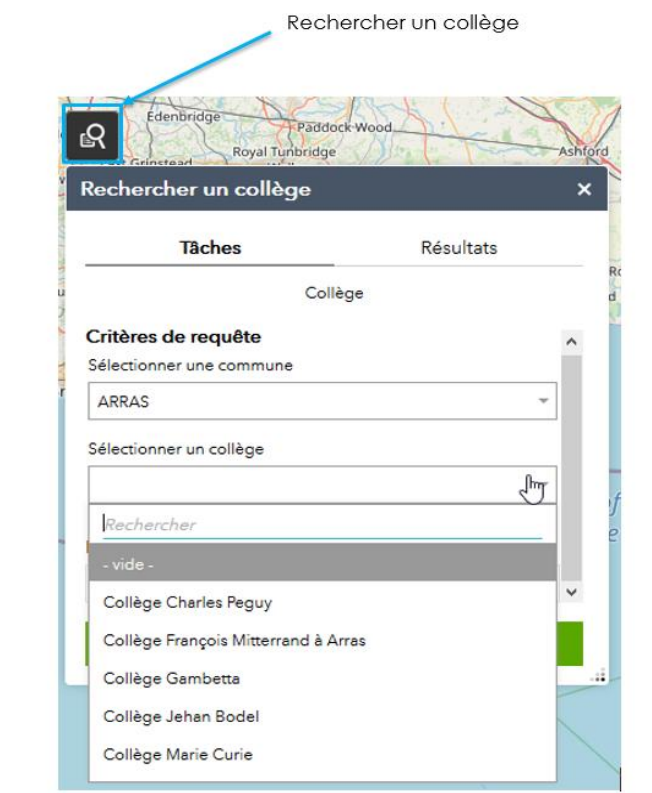 Rechercher un collège
Edenbridge
Paddock Wood
Royal Tunbridge
Ashford
Grinstead
Rechercher un collège ×
Tâches Résultats
Collège
Critères de requête
Sélectionner une commune
ARRAS
Sélectionner un collège
Rechercher
- vide -
Collège Charles Peguy
Collège François Mitterrand à Arras
Collège Gambetta
Collège Jehan Bodel
Collège Marie Curie